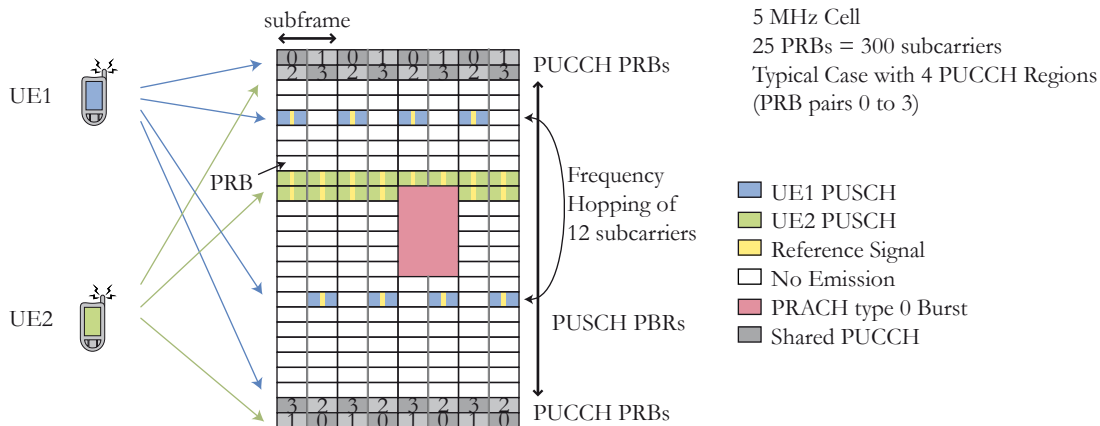 subframe
0 1 0 1 0 1 0 1
2 3 2 3 2 3 2 3
PUCCH PRBs
5 MHz Cell
25 PRBs = 300 subcarriers
Typical Case with 4 PUCCH Regions
(PRB pairs 0 to 3)
UE1
PRB
Frequency
Hopping of
12 subcarriers
UE1 PUSCH
UE2 PUSCH
Reference Signal
No Emission
PRACH type 0 Burst
Shared PUCCH
UE2
PUSCH PBRs
3 2 3 2 3 2 3 2
1 0 1 0 1 0 1 0
PUCCH PRBs